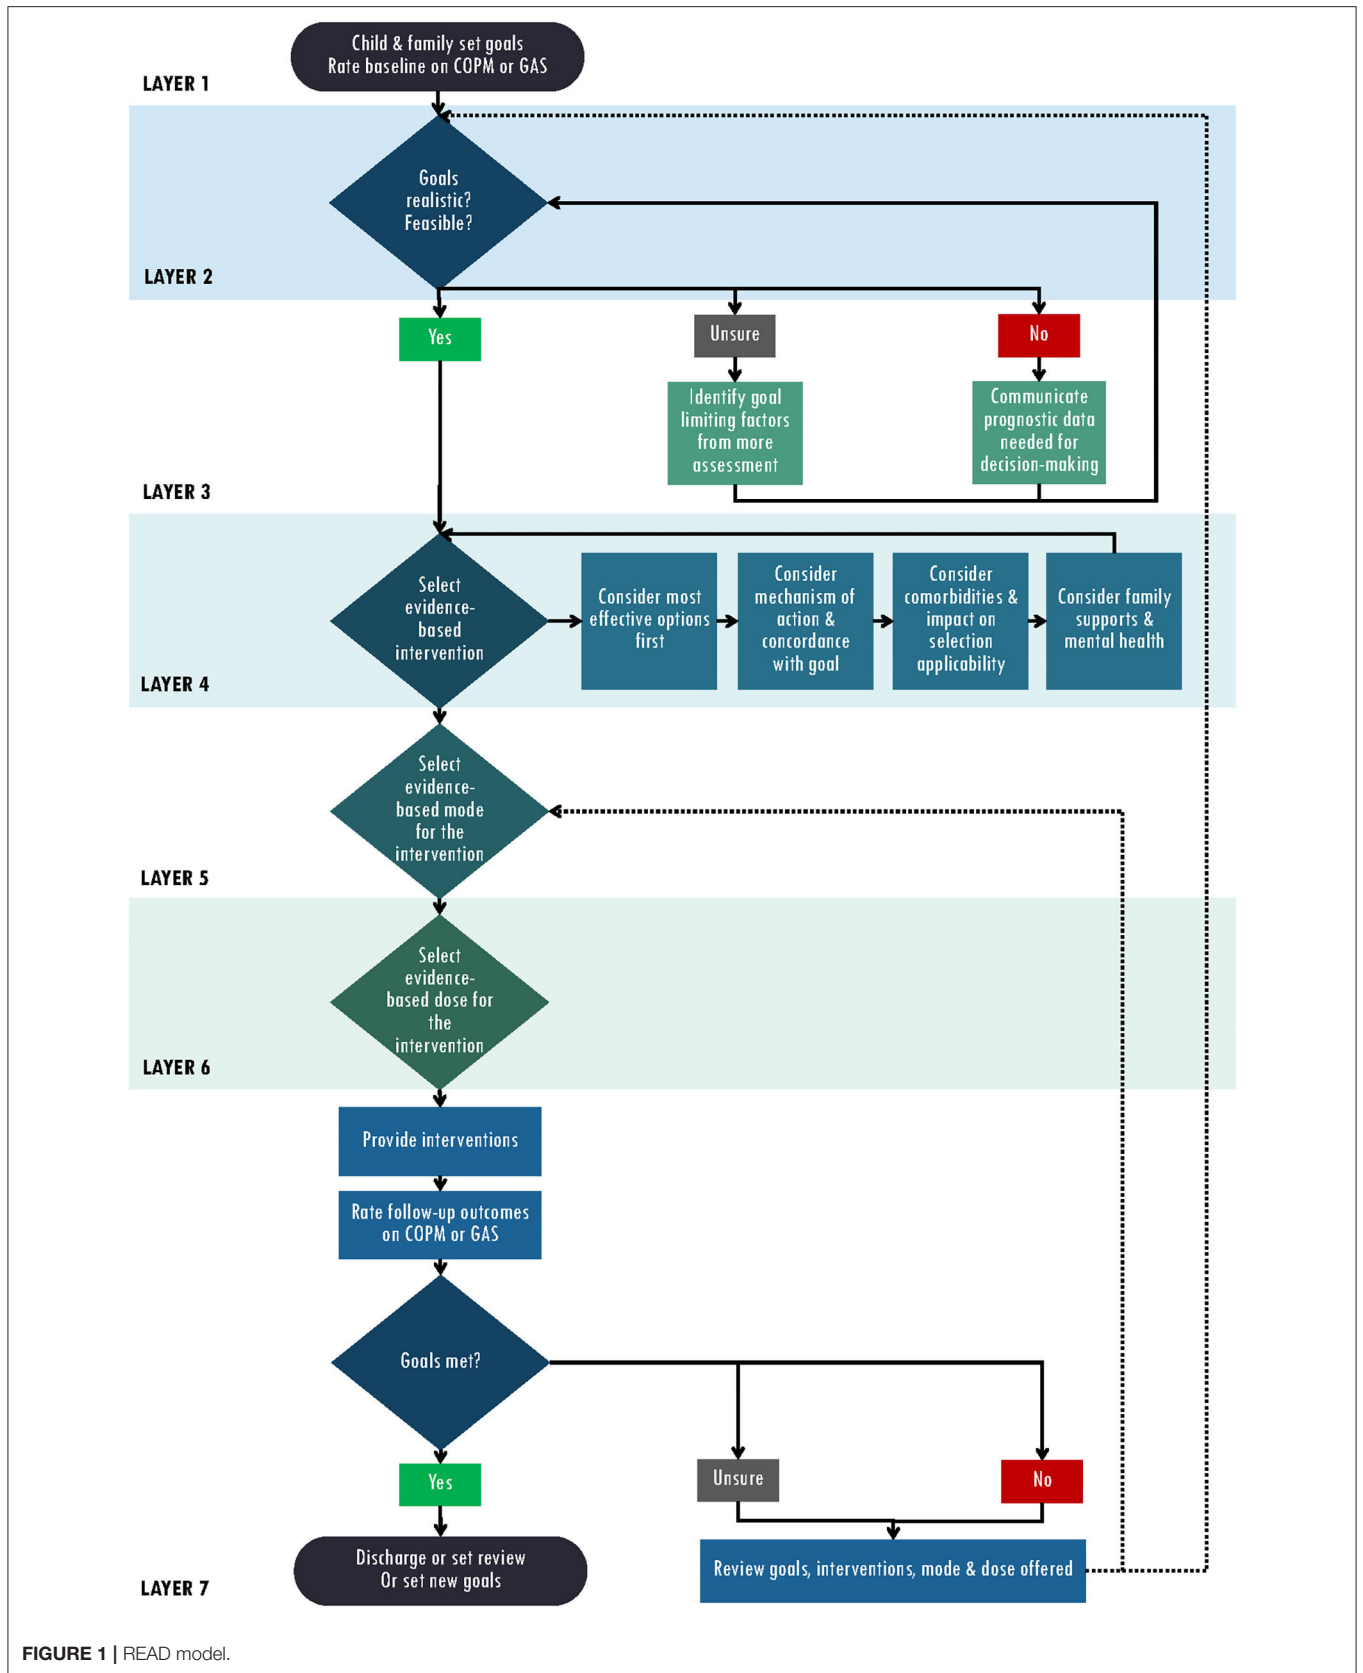 Child & family set goals
Rate baseline on COPM or GAS
LAYER 1
Goals
realistic?
Feasible?
LAYER 2
Yes
Unsure
No
Identify goal
limiting factors
from more
assessment
Communicate
prognostic data
needed for
decision-making
LAYER 3
Select
evidence-
based
intervention
Consider most
effective options
first
Consider
mechanism of
action &
concordance
with goal
Consider
comorbidities &
impact on
selection
applicability
Consider family
supports &
mental health
LAYER 4
Select
evidence-
based mode
for the
intervention
LAYER 5
Select
evidence-
based dose for
the
intervention
LAYER 6
Provide interventions
Rate follow-up outcomes
on COPM or GAS
Goals met?
Yes
Unsure
No
Discharge or set review
Or set new goals
Review goals, interventions, mode & dose offered
LAYER 7
FIGURE 1 | READ model.